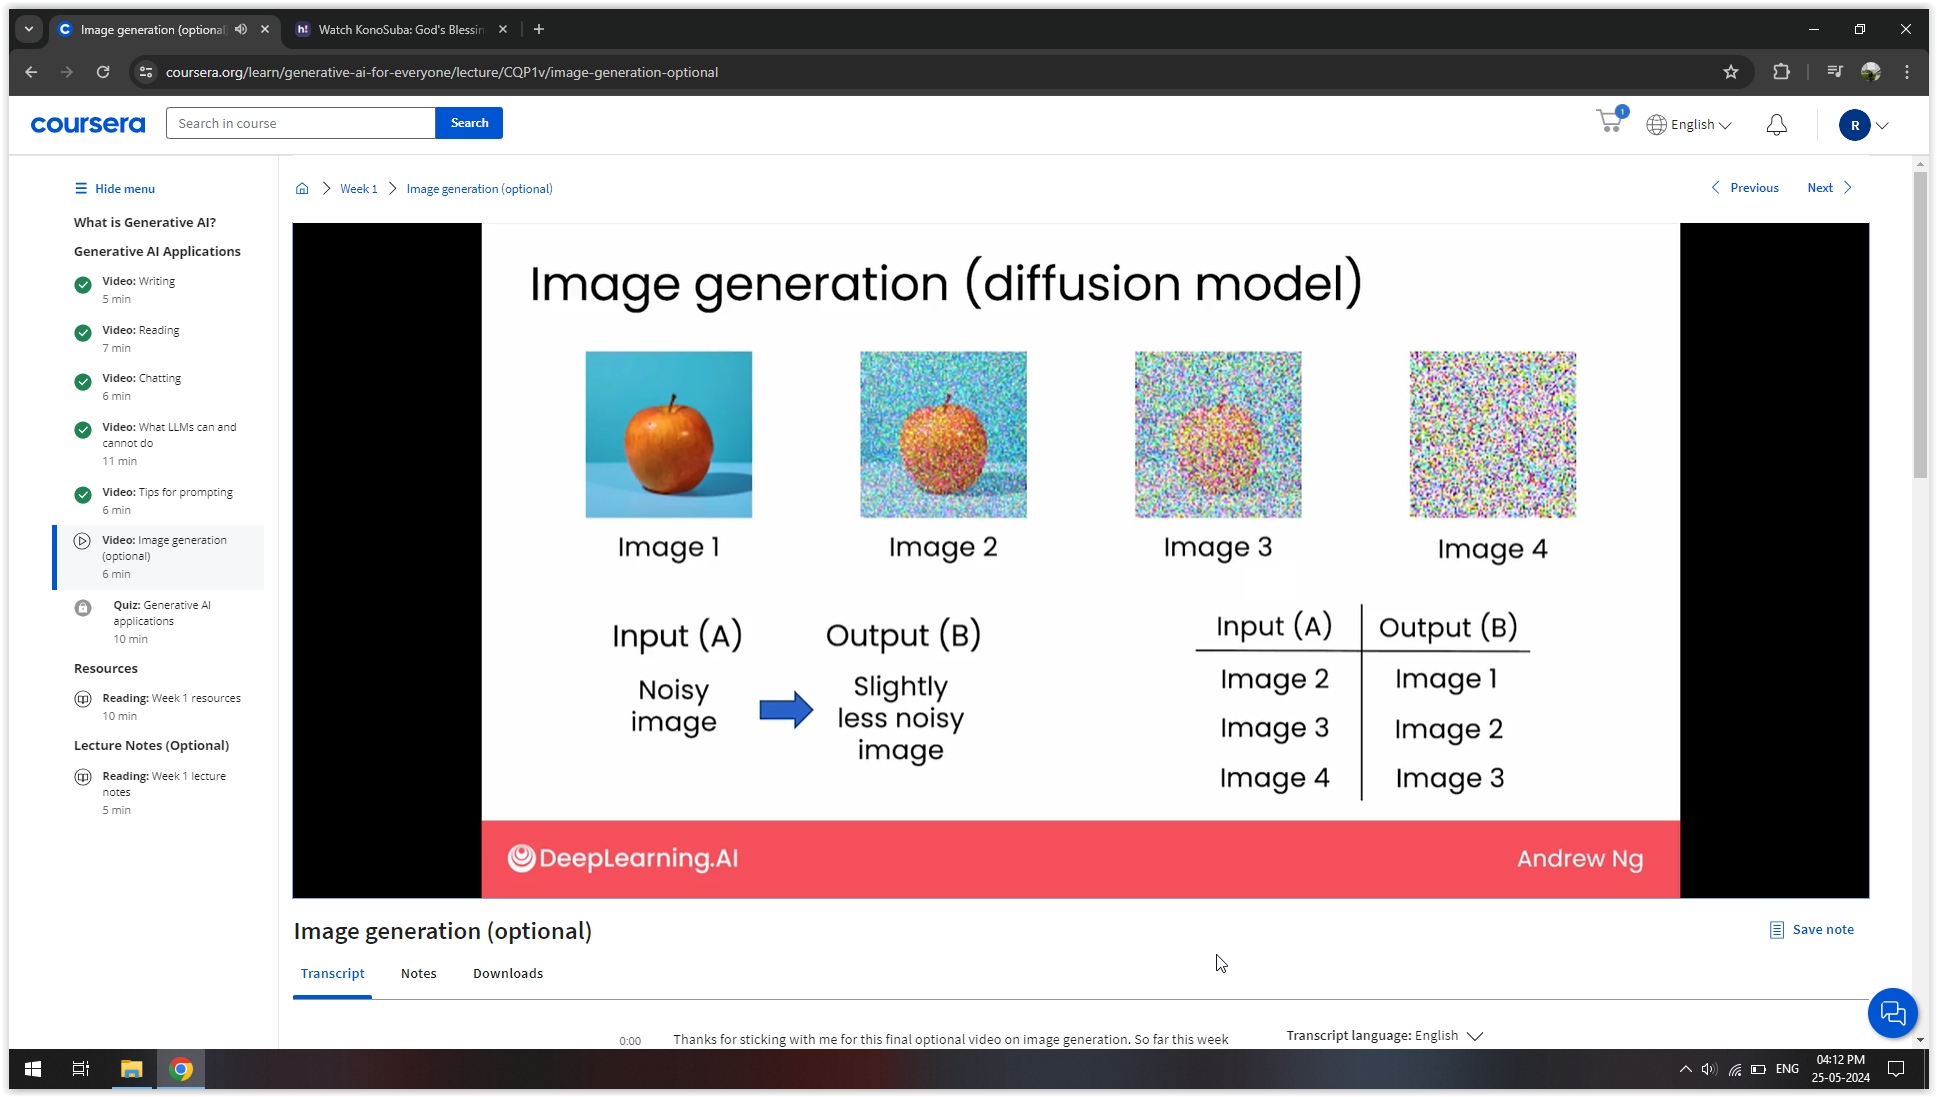 Image generation (optional)
Watch KonoSuba: God's Blessin
coursera.org/learn/generative-ai-for-everyone/lecture/CQP1v/image-generation-optional
coursera
Search in course
Search
1
English
R
Hide menu
What is Generative AI?
Generative AI Applications
Video: Writing
5 min
Video: Reading
7 min
Video: Chatting
6 min
Video: What LLMs can and
cannot do
11 min
Video: Tips for prompting
6 min
Video: Image generation
(optional)
6 min
Quiz: Generative AI
applications
10 min
Resources
Reading: Week 1 resources
10 min
Lecture Notes (Optional)
Reading: Week 1 lecture
notes
5 min
Week 1
Image generation (optional)
Previous
Next
Image generation (diffusion model)
Image 1
Image 2
Image 3
Image 4
Input (A)
Output (B)
Noisy
image
Slightly
less noisy
image
Input (A)
Output (B)
Image 2
Image 1
Image 3
Image 2
Image 4
Image 3
DeepLearning.AI
Andrew Ng
Image generation (optional)
Save note
Transcript
Notes
Downloads
0:00
Thanks for sticking with me for this final optional video on image generation. So far this week
Transcript language: English
ENG
04:12 PM
25-05-2024